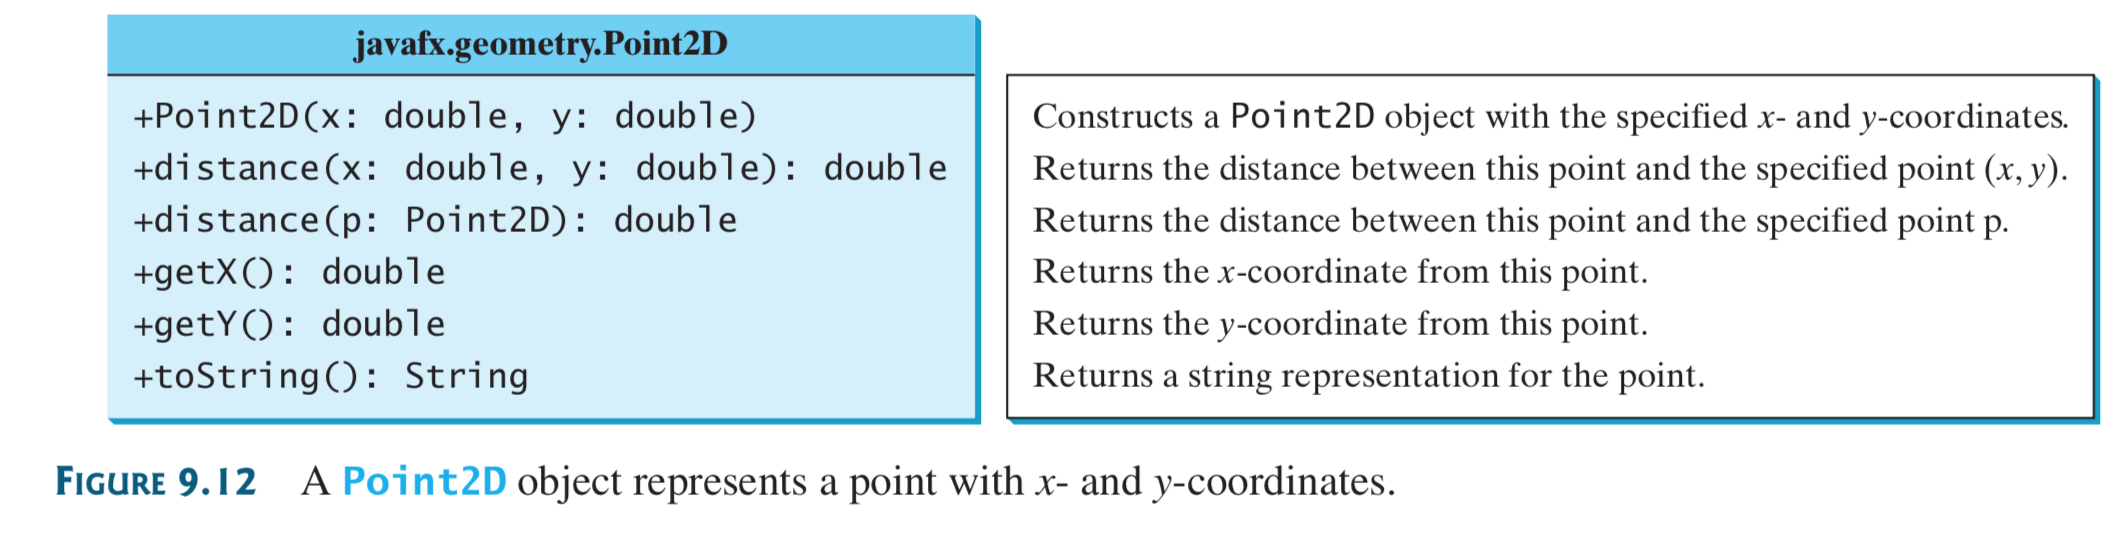 javafx.geometry.Point2D
+Point2D(x: double, y: double)
+distance(x: double, y: double): double
+distance(p: Point2D): double
+getX(): double
+getY(): double
+toString(): String
Constructs a Point2D object with the specified x- and y-coordinates.
Returns the distance between this point and the specified point (x, y).
Returns the distance between this point and the specified point p.
Returns the x-coordinate from this point.
Returns the y-coordinate from this point.
Returns a string representation for the point.
FIGURE 9.12 A Point2D object represents a point with x- and y-coordinates.